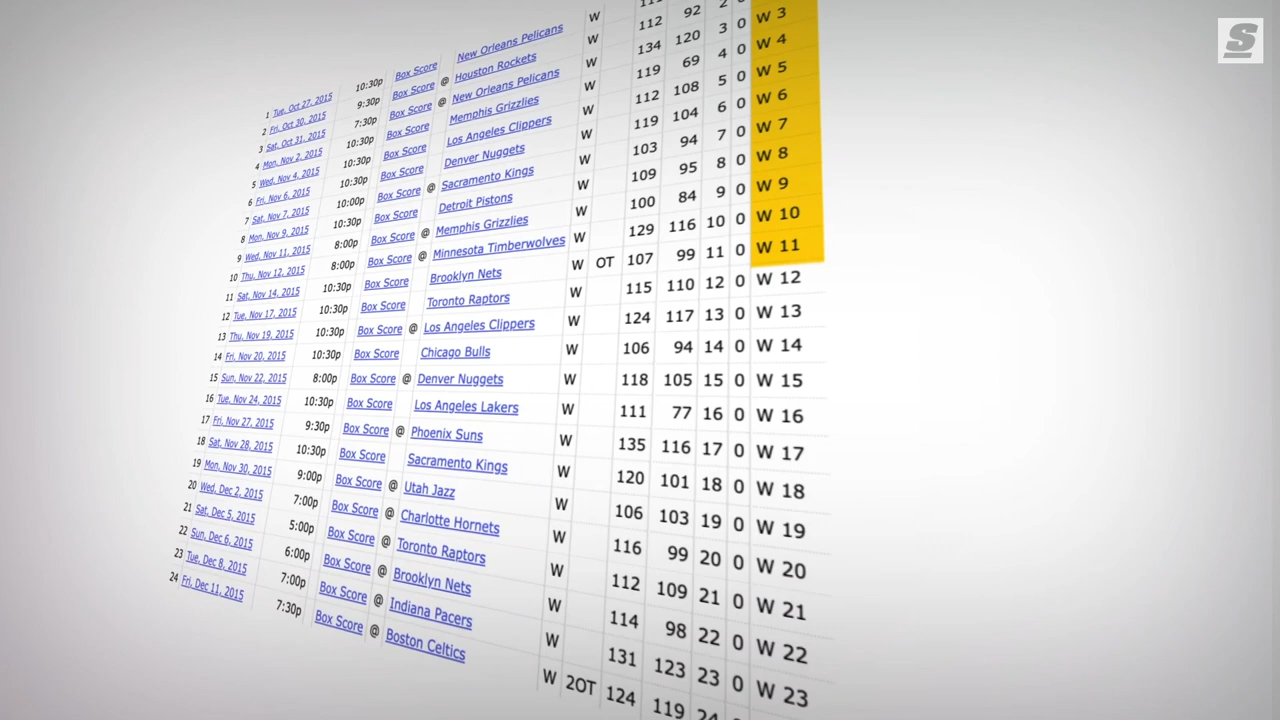 1 Tue, Oct 27, 2015 10:30p Box Score New Orleans Pelicans W
2 Fri, Oct 30, 2015 9:30p Box Score @ Houston Rockets W 112 92 2 0
3 Sat, Oct 31, 2015 7:30p Box Score @ New Orleans Pelicans W 134 120 3 0 W 3
4 Mon, Nov 2, 2015 10:30p Box Score Memphis Grizzlies W 119 69 4 0 W 4
5 Wed, Nov 4, 2015 10:30p Box Score Los Angeles Clippers W 112 108 5 0 W 5
6 Fri, Nov 6, 2015 10:30p Box Score Denver Nuggets W 119 104 6 0 W 6
7 Sat, Nov 7, 2015 10:00p Box Score @ Sacramento Kings W 103 94 7 0 W 7
8 Mon, Nov 9, 2015 10:30p Box Score Detroit Pistons W 109 95 8 0 W 8
9 Wed, Nov 11, 2015 8:00p Box Score @ Memphis Grizzlies W 100 84 9 0 W 9
10 Thu, Nov 12, 2015 8:00p Box Score @ Minnesota Timberwolves W 129 116 10 0 W 10
11 Sat, Nov 14, 2015 10:30p Box Score Brooklyn Nets W OT 107 99 11 0 W 11
12 Tue, Nov 17, 2015 10:30p Box Score Toronto Raptors W 115 110 12 0 W 12
13 Thu, Nov 19, 2015 10:30p Box Score @ Los Angeles Clippers W 124 117 13 0 W 13
14 Fri, Nov 20, 2015 10:30p Box Score Chicago Bulls W 106 94 14 0 W 14
15 Sun, Nov 22, 2015 8:00p Box Score @ Denver Nuggets W 118 105 15 0 W 15
16 Tue, Nov 24, 2015 10:30p Box Score Los Angeles Lakers W 111 77 16 0 W 16
17 Fri, Nov 27, 2015 9:30p Box Score @ Phoenix Suns W 135 116 17 0 W 17
18 Sat, Nov 28, 2015 10:30p Box Score Sacramento Kings W 120 101 18 0 W 18
19 Mon, Nov 30, 2015 9:00p Box Score @ Utah Jazz W 106 103 19 0 W 19
20 Wed, Dec 2, 2015 7:00p Box Score @ Charlotte Hornets W 116 99 20 0 W 20
21 Sat, Dec 5, 2015 5:00p Box Score @ Toronto Raptors W 112 109 21 0 W 21
22 Sun, Dec 6, 2015 6:00p Box Score @ Brooklyn Nets W 114 98 22 0 W 22
23 Tue, Dec 8, 2015 7:00p Box Score @ Indiana Pacers W 131 123 23 0 W 23
24 Fri, Dec 11, 2015 7:30p Box Score @ Boston Celtics W 2OT 124 119 24
S